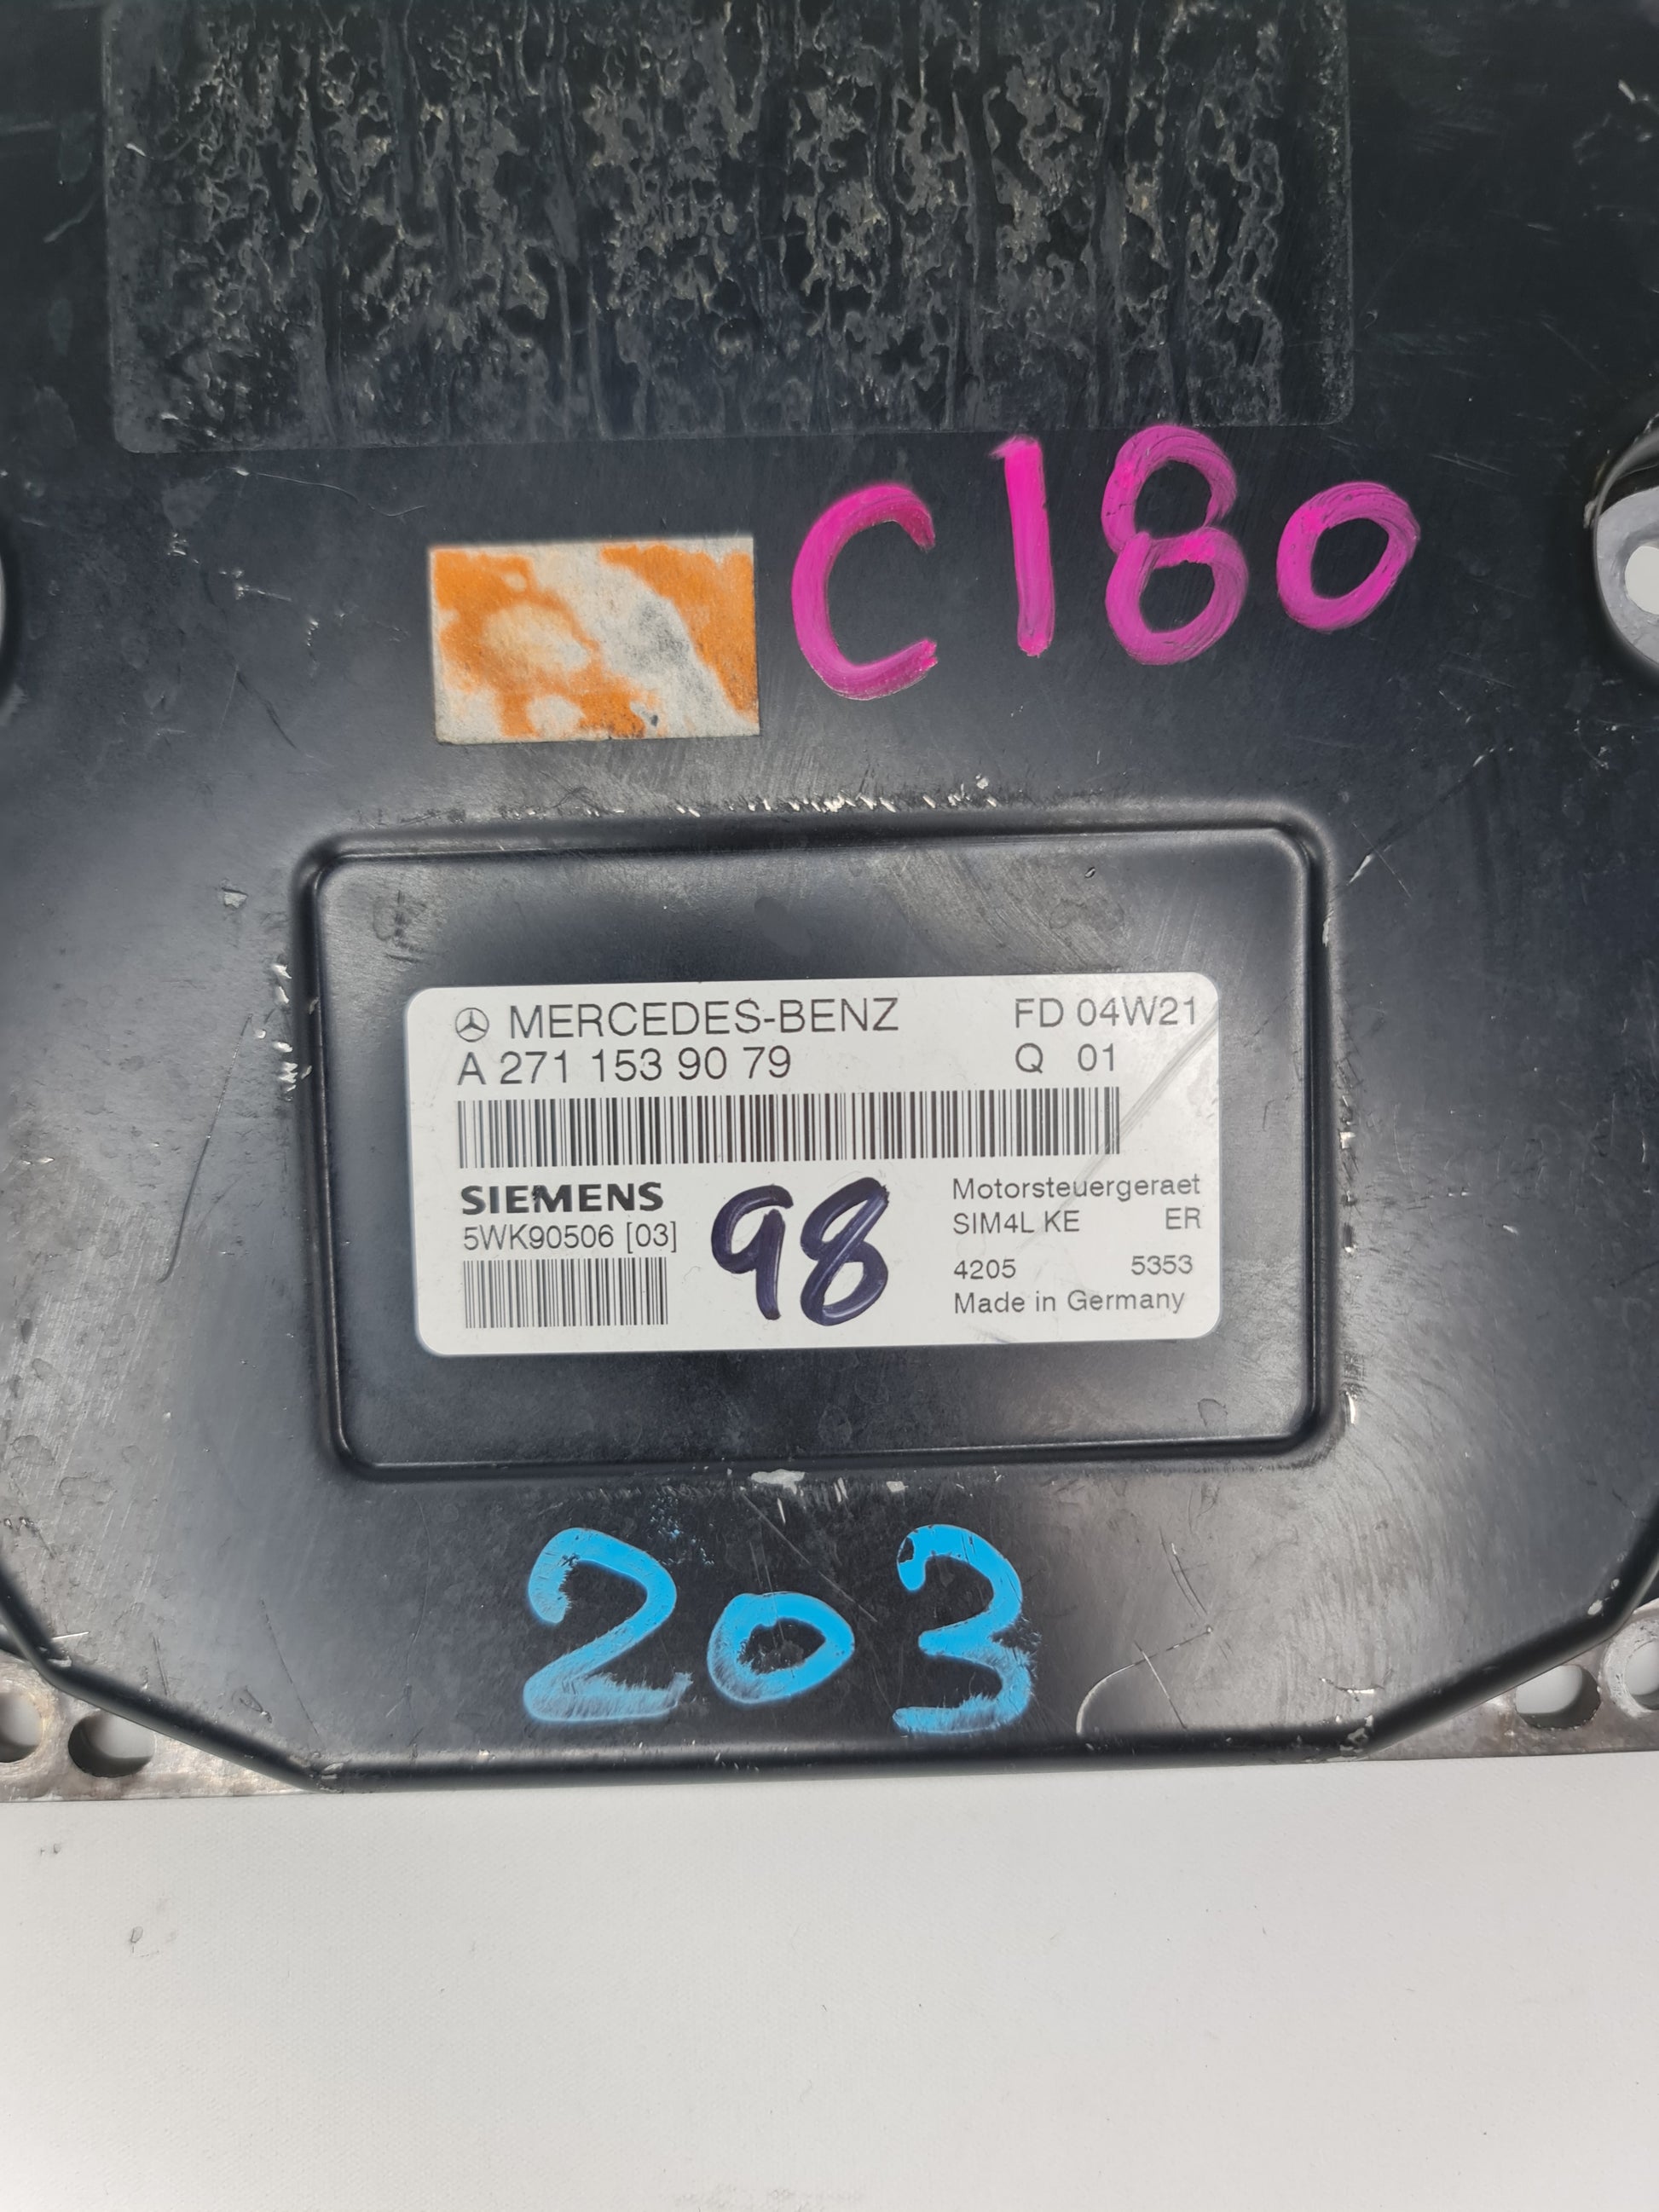 C180
MERCEDES-BENZ FD 04W21
A 271 153 90 79 Q 01
SIEMENS
5WK90506 [03]
98
Motorsteuergeraet
SIM4L KE ER
4205 5353
Made in Germany
203